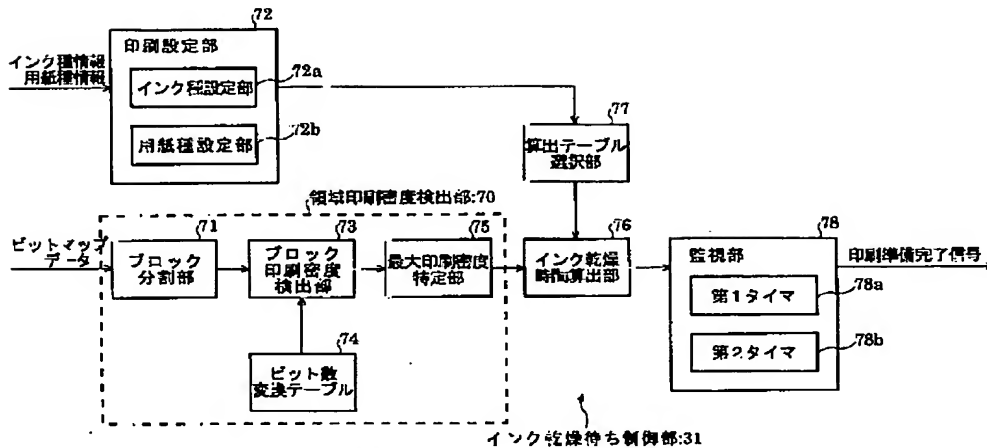 72
印刷設定部
インク種情報
用紙種情報
インク種設定部
72a
用紙種設定部
72b
77
算出テーブル
選択部
領域印刷密度検出部:70
ビットマップ
データ
71
ブロック
分割部
73
ブロック
印刷密度
検出部
75
最大印刷密度
特定部
76
インク乾燥
時間算出部
78
監視部
第1タイマ
78a
第2タイマ
78b
印刷準備完了信号
74
ビット数
変換テーブル
インク乾燥待ち制御部:31